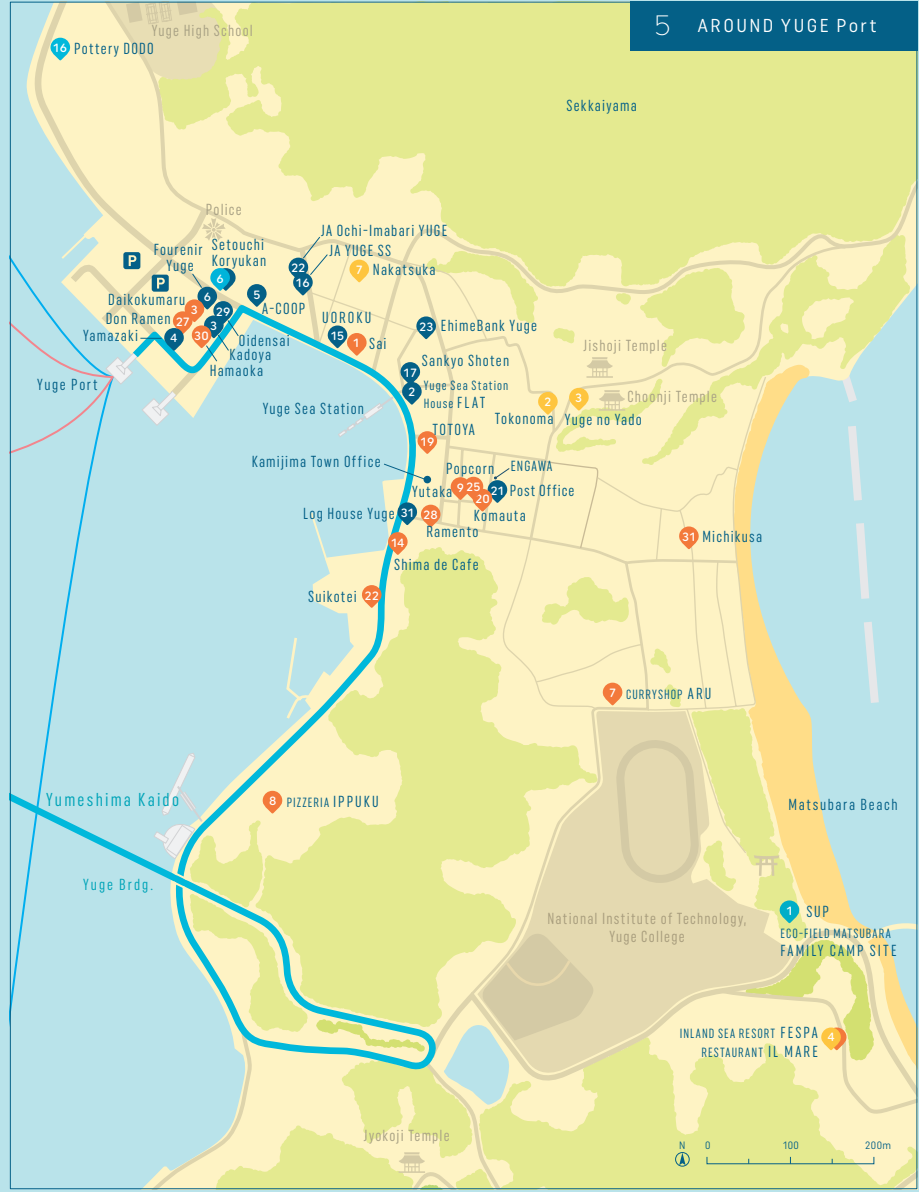 5 AROUND YUGE Port
Yuge High School
16 Pottery DODO
Sekkaiyama
Police
JA Ochi-Imabari YUGE
JA YUGE SS
22
16
7 Nakatsuka
P
P
Fourenir
Yuge
Setouchi
Koryukan
6
6
5
A-COOP
Daikokumaru
3
Don Ramen 27
29
3
Yamazaki 4
30
Oidensai
Kadoya
Hamaoka
UOROKU
15
1 Sai
23 EhimeBank Yuge
Yuge Port
Sankyo Shoten
17
2
Yuge Sea Station
House FLAT
Jishoji Temple
Choonji Temple
2
3
Tokonoma
Yuge no Yado
Yuge Sea Station
TOTOYA
19
Kamijima Town Office
Popcorn
ENGAWA
Yutaka 9 25
20
21 Post Office
Komauta
Log House Yuge 31
28
Ramento
14
Shima de Cafe
31 Michikusa
Suikotei 22
7 CURRYSHOP ARU
Yumeshima Kaido
8 PIZZERIA IPPUKU
Matsubara Beach
Yuge Brdg.
National Institute of Technology,
Yuge College
1 SUP
ECO-FIELD MATSUBARA
FAMILY CAMP SITE
INLAND SEA RESORT FESPA
RESTAURANT IL MARE
4
Jyokoji Temple
N 0 100 200m